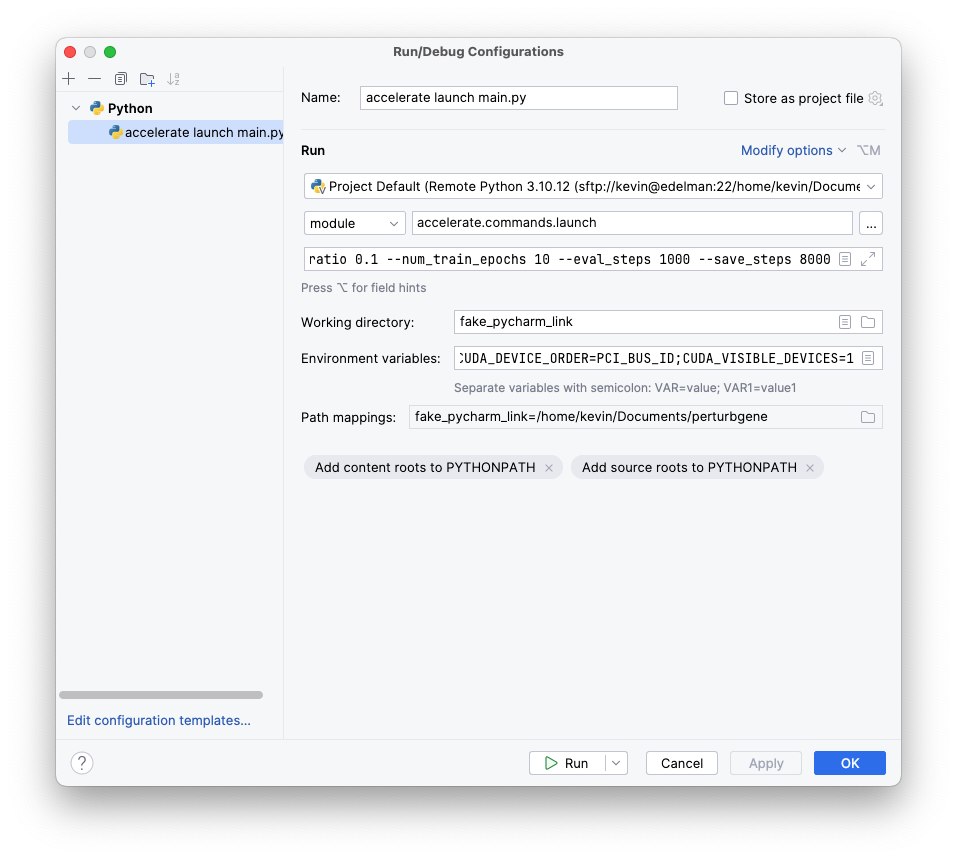 Run/Debug Configurations
Python
accelerate launch main.py
Name: accelerate launch main.py Store as project file
Run Modify options ⌥M
Project Default (Remote Python 3.10.12 (sftp://kevin@edelman:22/home/kevin/Docume
module accelerate.commands.launch ...
ratio 0.1 --num_train_epochs 10 --eval_steps 1000 --save_steps 8000
Press ⌥ for field hints
Working directory: fake_pycharm_link
Environment variables: CUDA_DEVICE_ORDER=PCI_BUS_ID;CUDA_VISIBLE_DEVICES=1
Separate variables with semicolon: VAR=value; VAR1=value1
Path mappings: fake_pycharm_link=/home/kevin/Documents/perturbgene
Add content roots to PYTHONPATH × Add source roots to PYTHONPATH ×
Edit configuration templates...
? Run Cancel Apply OK